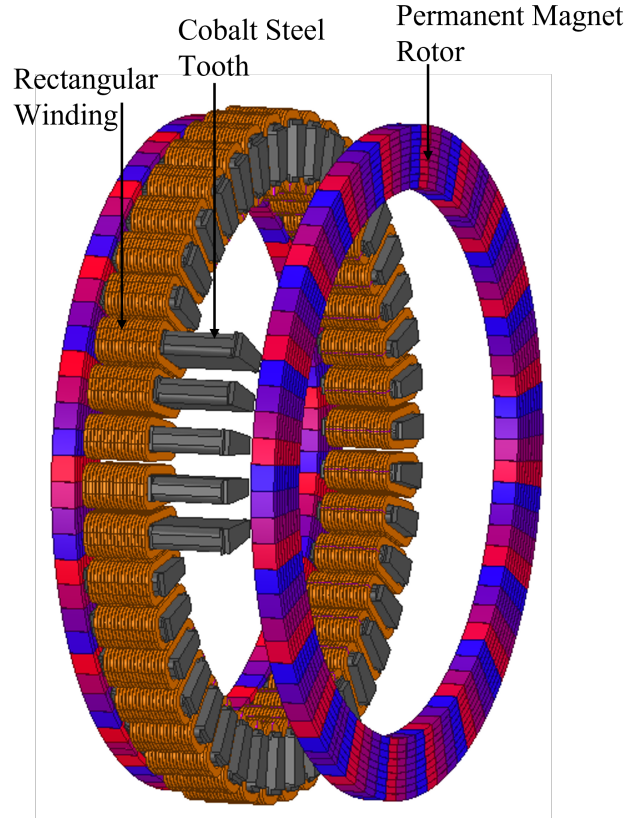 Permanent Magnet
Rotor
Cobalt Steel
Tooth
Rectangular
Winding